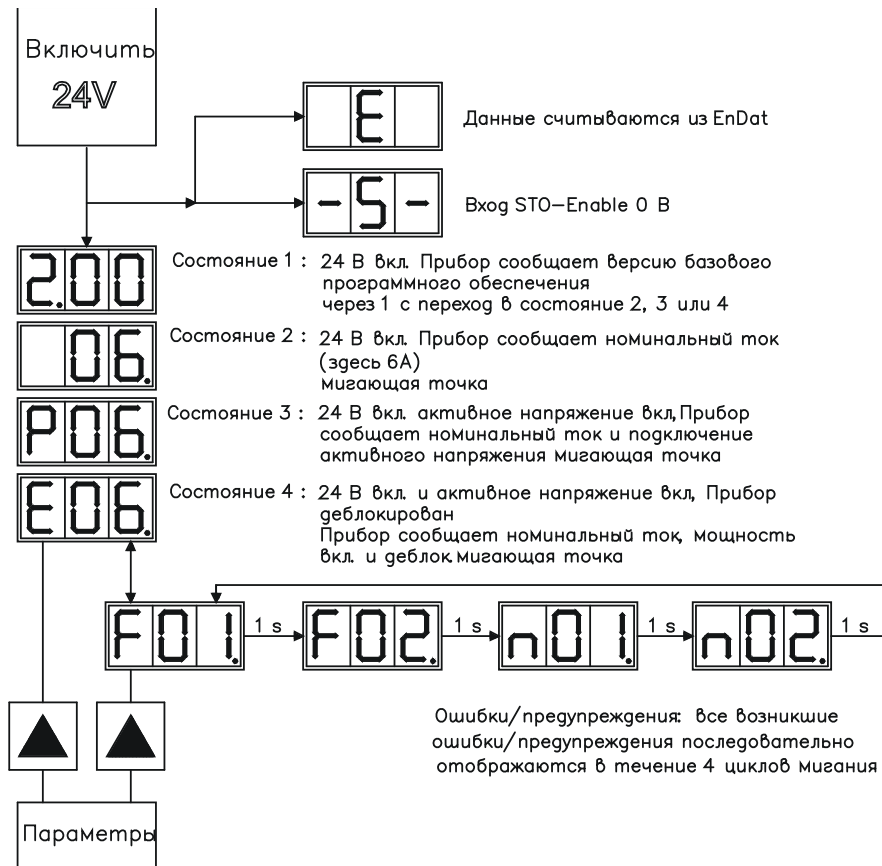 Включить
24V
E
Данные считываются из EnDat
-5-
Вход STO-Enable 0 В
2.00
Состояние 1 : 24 В вкл. Прибор сообщает версию базового
программного обеспечения
через 1 с переход в состояние 2, 3 или 4
06.
Состояние 2 : 24 В вкл. Прибор сообщает номинальный ток
(здесь 6А)
мигающая точка
P06.
Состояние 3 : 24 В вкл. активное напряжение вкл, Прибор
сообщает номинальный ток и подключение
активного напряжения мигающая точка
E06.
Состояние 4 : 24 В вкл. и активное напряжение вкл, Прибор
деблокирован
Прибор сообщает номинальный ток, мощность
вкл. и деблок. мигающая точка
F01. 1 s F02. 1 s n01. 1 s n02. 1 s
Ошибки/предупреждения: все возникшие
ошибки/предупреждения последовательно
отображаются в течение 4 циклов мигания
Параметры